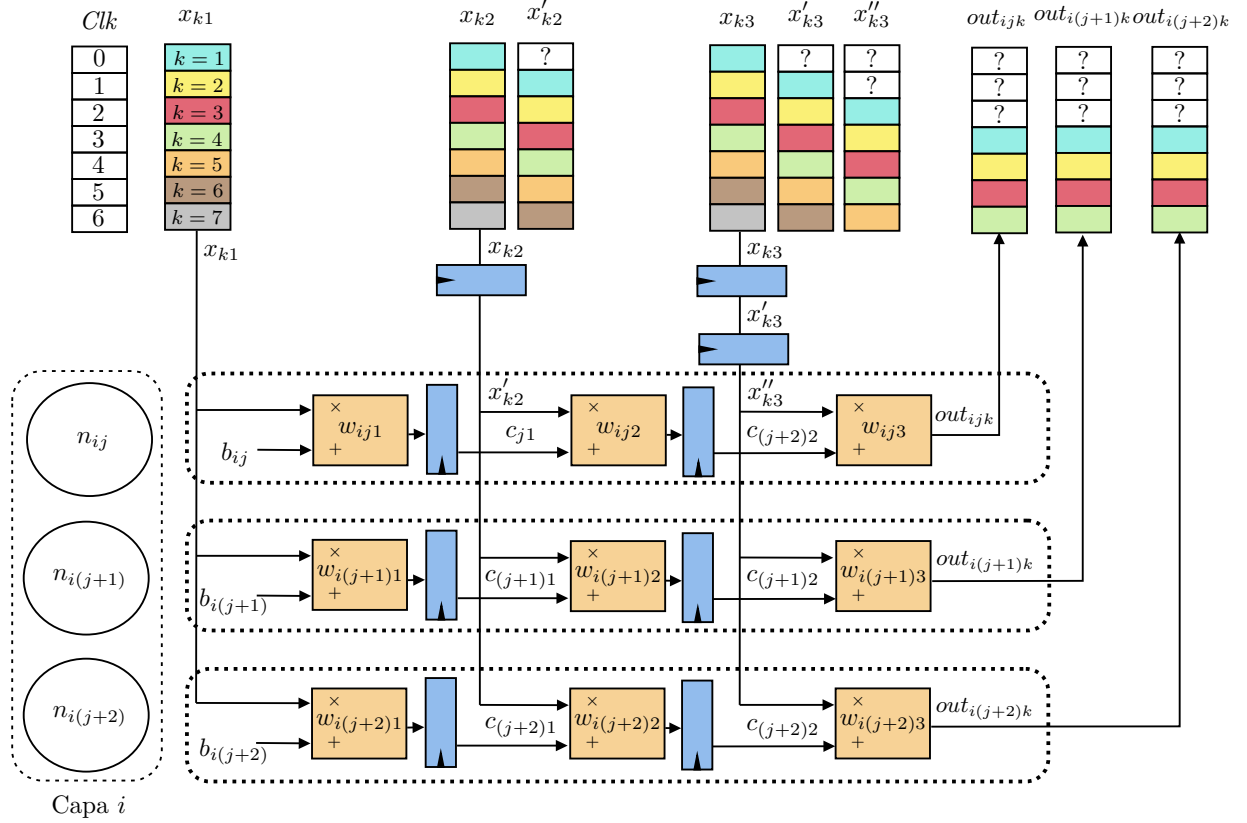 Clk x_{k1} x_{k2} x'_{k2} x_{k3} x'_{k3} x''_{k3} out_{ijk} out_{i(j+1)k} out_{i(j+2)k}
0 k = 1 ? ? ? ? ? ?
1 k = 2 ? ? ? ?
2 k = 3 ? ? ?
3 k = 4
4 k = 5
5 k = 6
6 k = 7
x_{k1} x_{k2} x_{k3}
x'_{k3}
x'_{k2} x''_{k3}
n_{ij} × × × out_{ijk}
w_{ij1} c_{j1} w_{ij2} c_{(j+2)2} w_{ij3}
b_{ij} + + +
× × × out_{i(j+1)k}
n_{i(j+1)} w_{i(j+1)1} c_{(j+1)1} w_{i(j+1)2} c_{(j+1)2} w_{i(j+1)3}
b_{i(j+1)} + + +
× × × out_{i(j+2)k}
n_{i(j+2)} w_{i(j+2)1} c_{(j+2)1} w_{i(j+2)2} c_{(j+2)2} w_{i(j+2)3}
b_{i(j+2)} + + +
Capa i